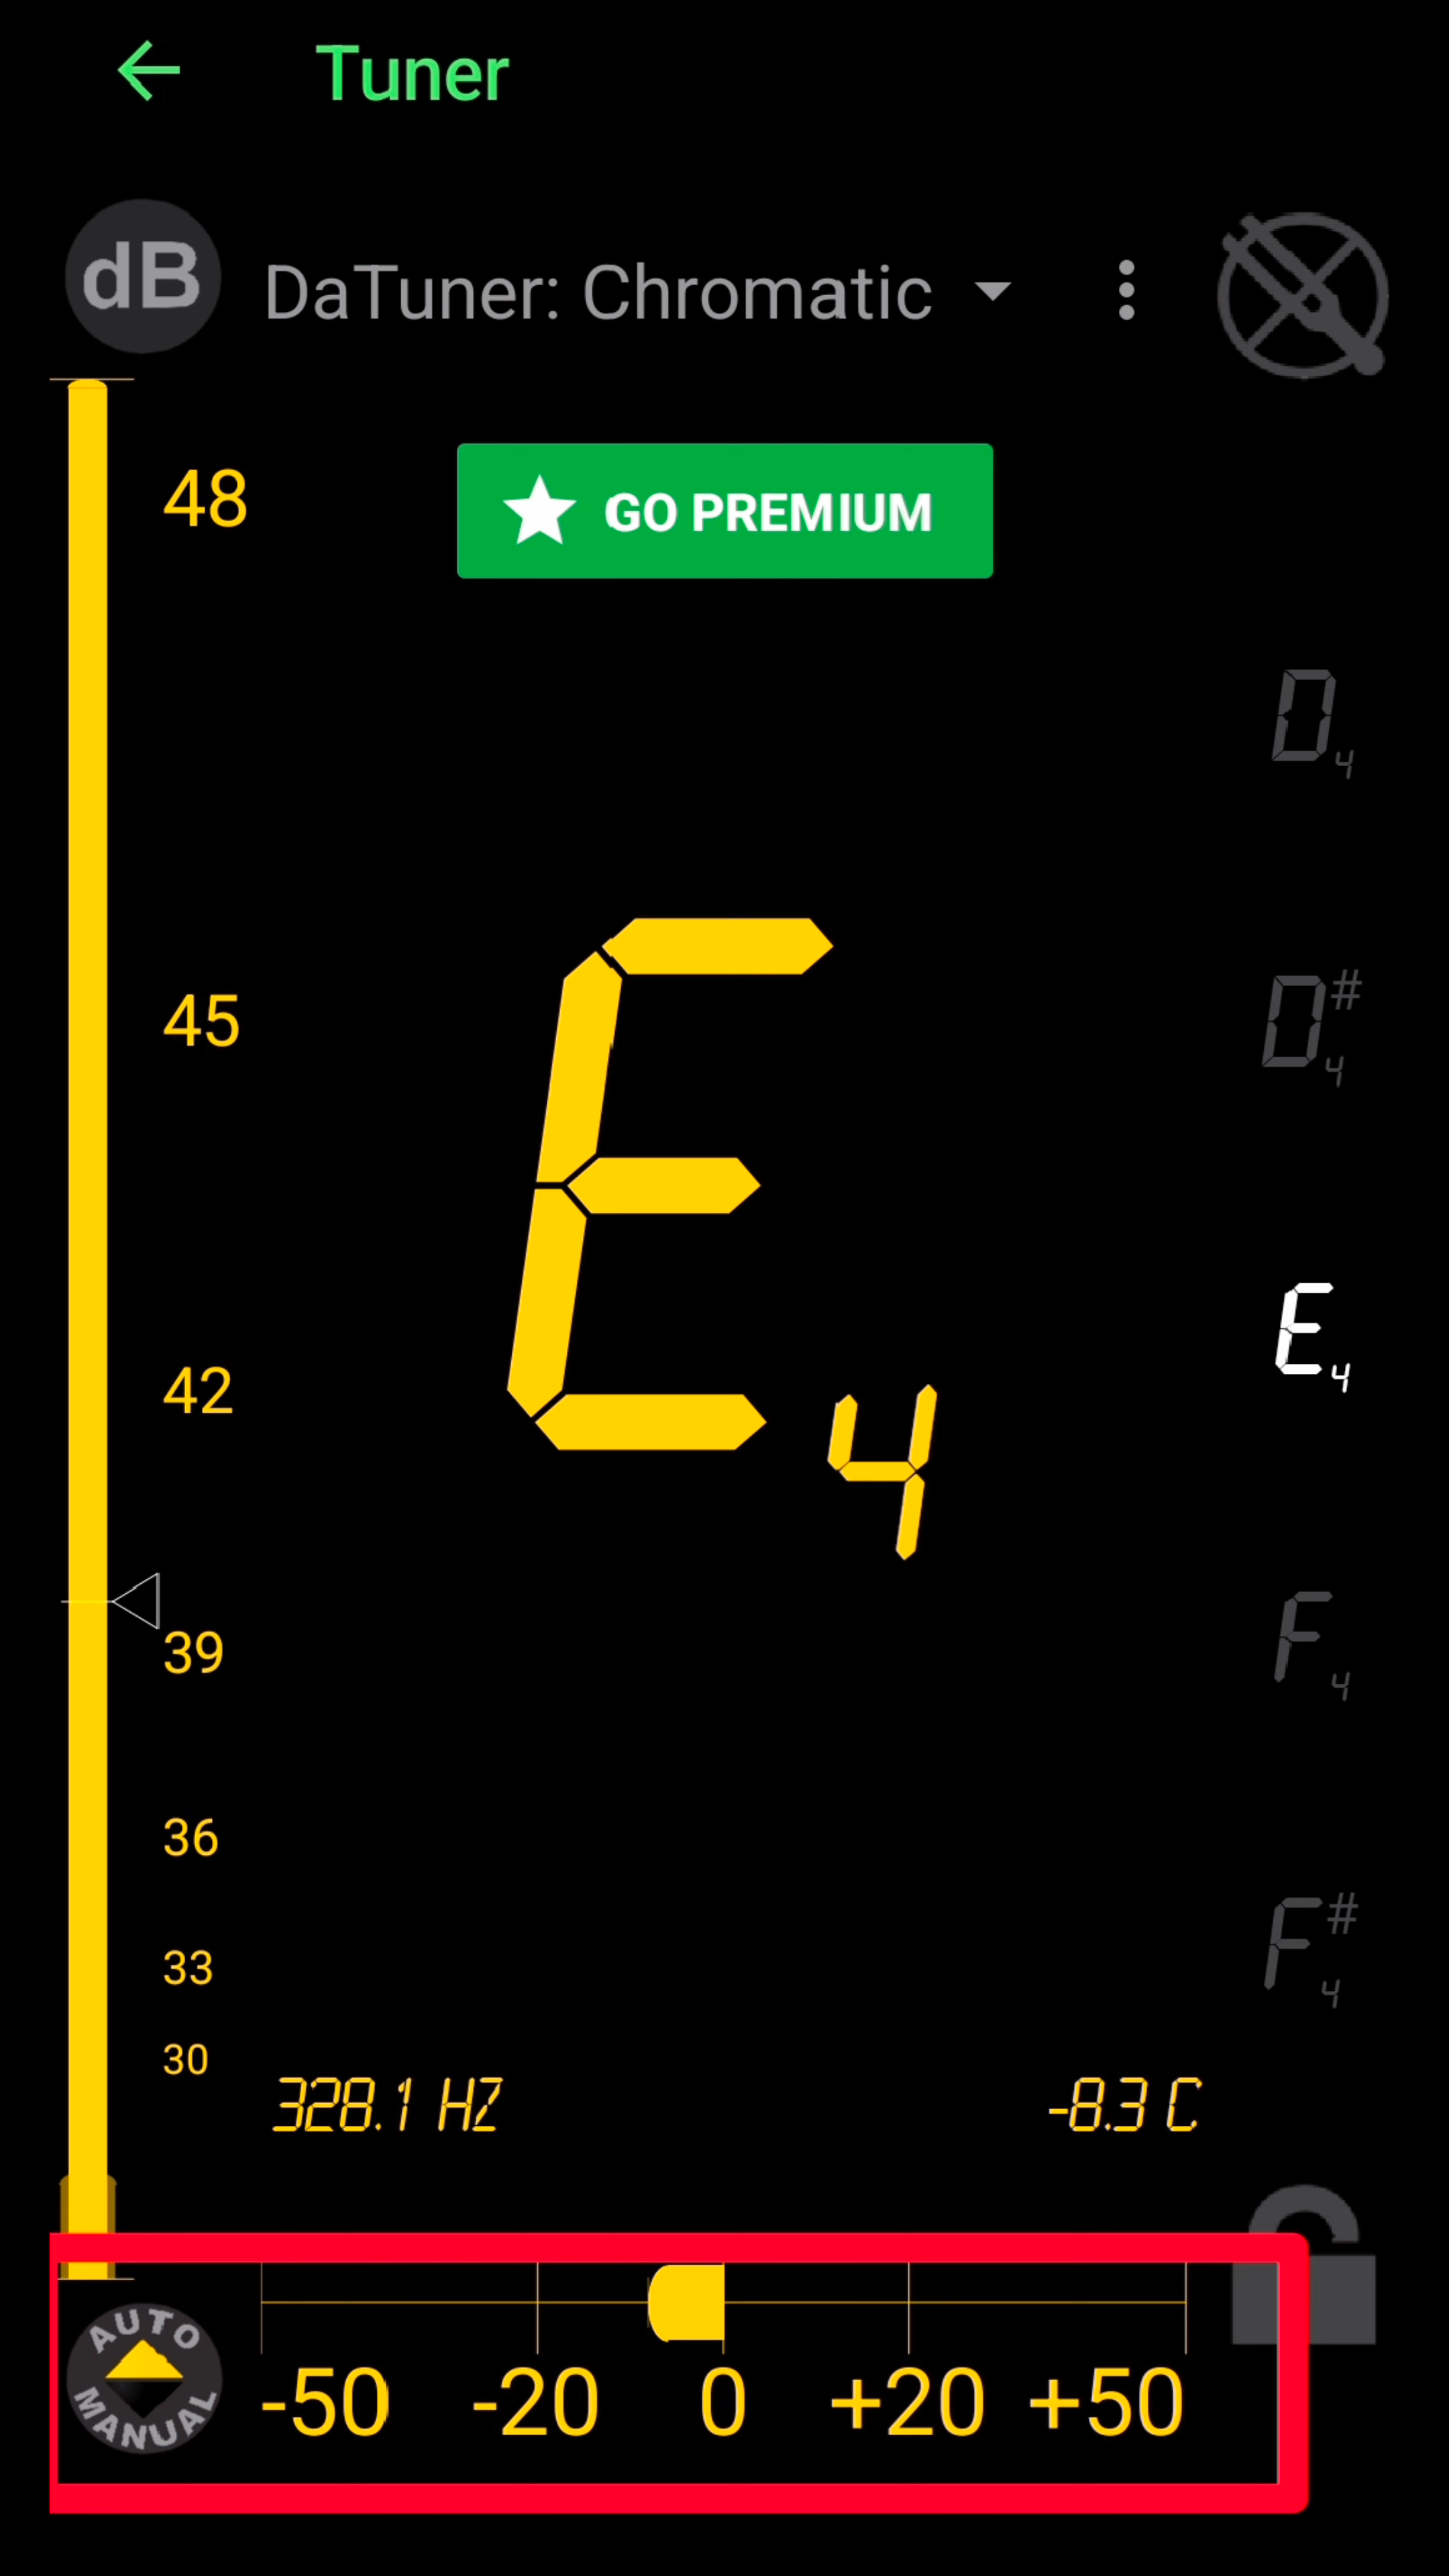 Tuner
dB DaTuner: Chromatic
48
GO PREMIUM
D4
45
D#4
E4
E4
42
39
F4
36
F#4
33
30
328.1 HZ -8.3 C
AUTO
MANUAL
-50 -20 0 +20 +50